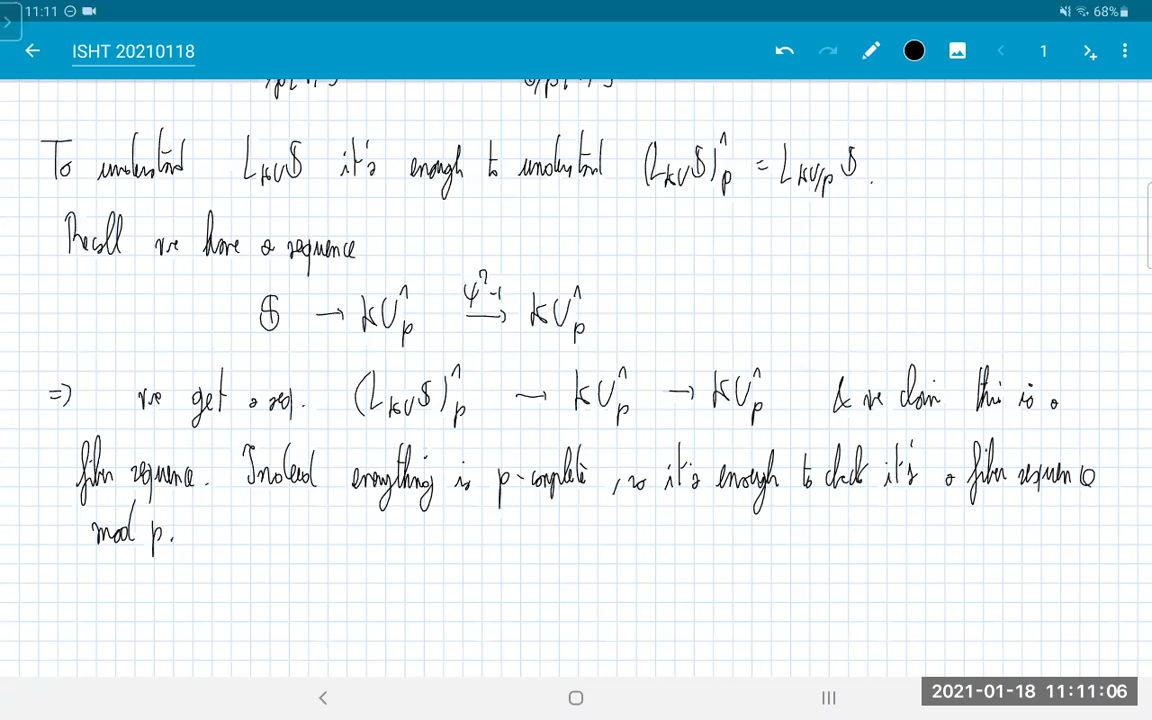 11:11 68%
ISHT 20210118 1
To understand L_{KU}𝕊 it's enough to understand (L_{KU}𝕊)^∧_p = L_{KU/p}𝕊.
Recall we have a sequence
𝕊 → KU^∧_p —ψ^?-1→ KU^∧_p
⇒ we get a seq. (L_{KU}𝕊)^∧_p → KU^∧_p → KU^∧_p & we claim this is a
fiber sequence. Indeed everything is p-complete, so it's enough to check it's a fiber sequence
mod p.
2021-01-18 11:11:06